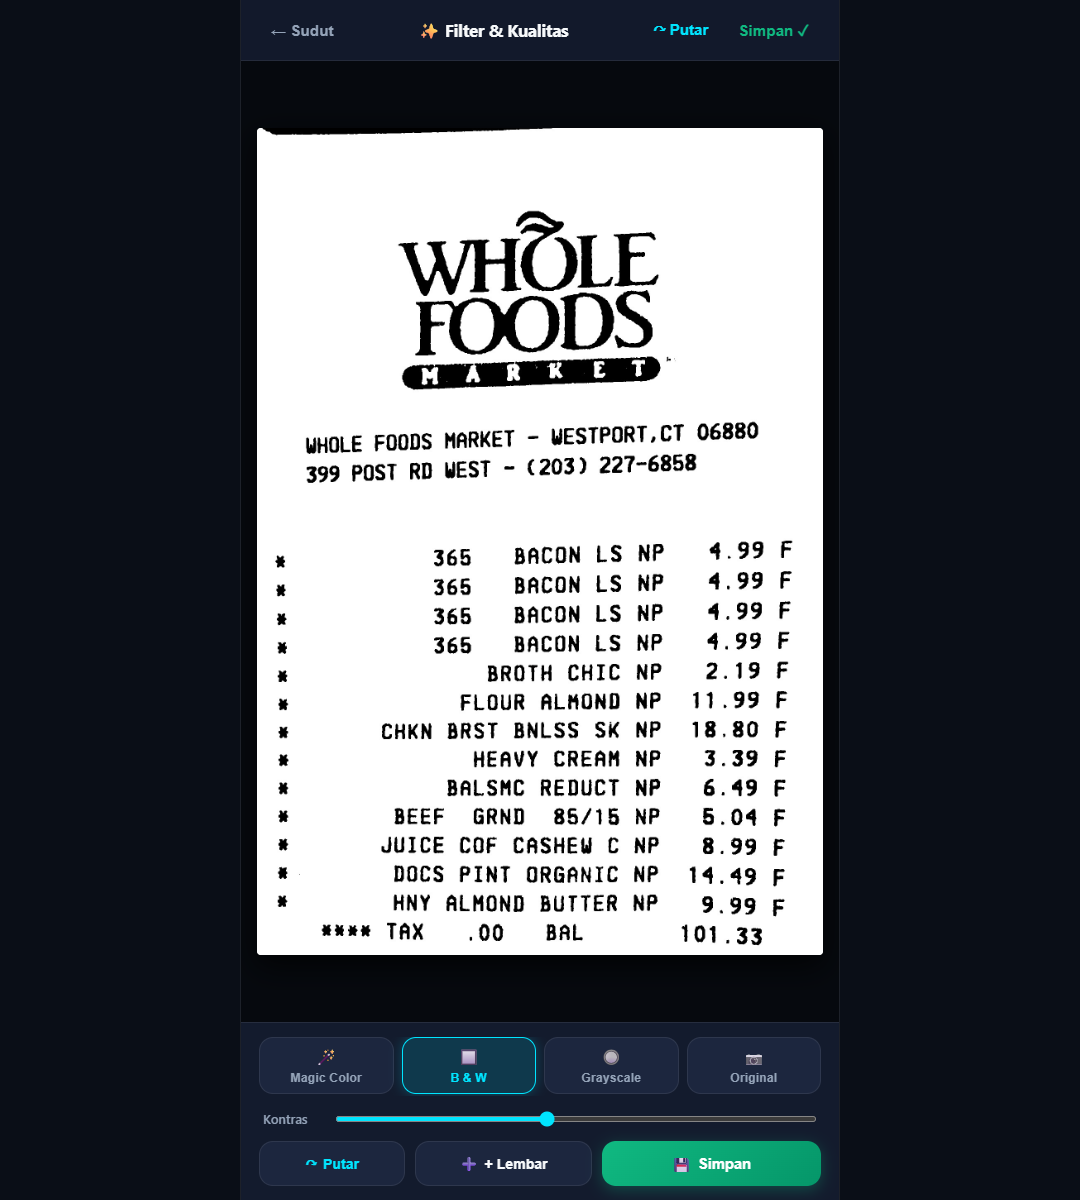 ← Sudut
✨ Filter & Kualitas
↷ Putar
Simpan ✓
WHOLE
FOODS
MARKET
WHOLE FOODS MARKET - WESTPORT,CT 06880
399 POST RD WEST - (203) 227-6858
* 365 BACON LS NP 4.99 F
* 365 BACON LS NP 4.99 F
* 365 BACON LS NP 4.99 F
* 365 BACON LS NP 4.99 F
* BROTH CHIC NP 2.19 F
* FLOUR ALMOND NP 11.99 F
* CHKN BRST BNLSS SK NP 18.80 F
* HEAVY CREAM NP 3.39 F
* BALSMC REDUCT NP 6.49 F
* BEEF GRND 85/15 NP 5.04 F
* JUICE COF CASHEW C NP 8.99 F
* DOCS PINT ORGANIC NP 14.49 F
* HNY ALMOND BUTTER NP 9.99 F
**** TAX .00 BAL 101.33
Magic Color
B & W
Grayscale
Original
Kontras
↷ Putar
➕ + Lembar
💾 Simpan